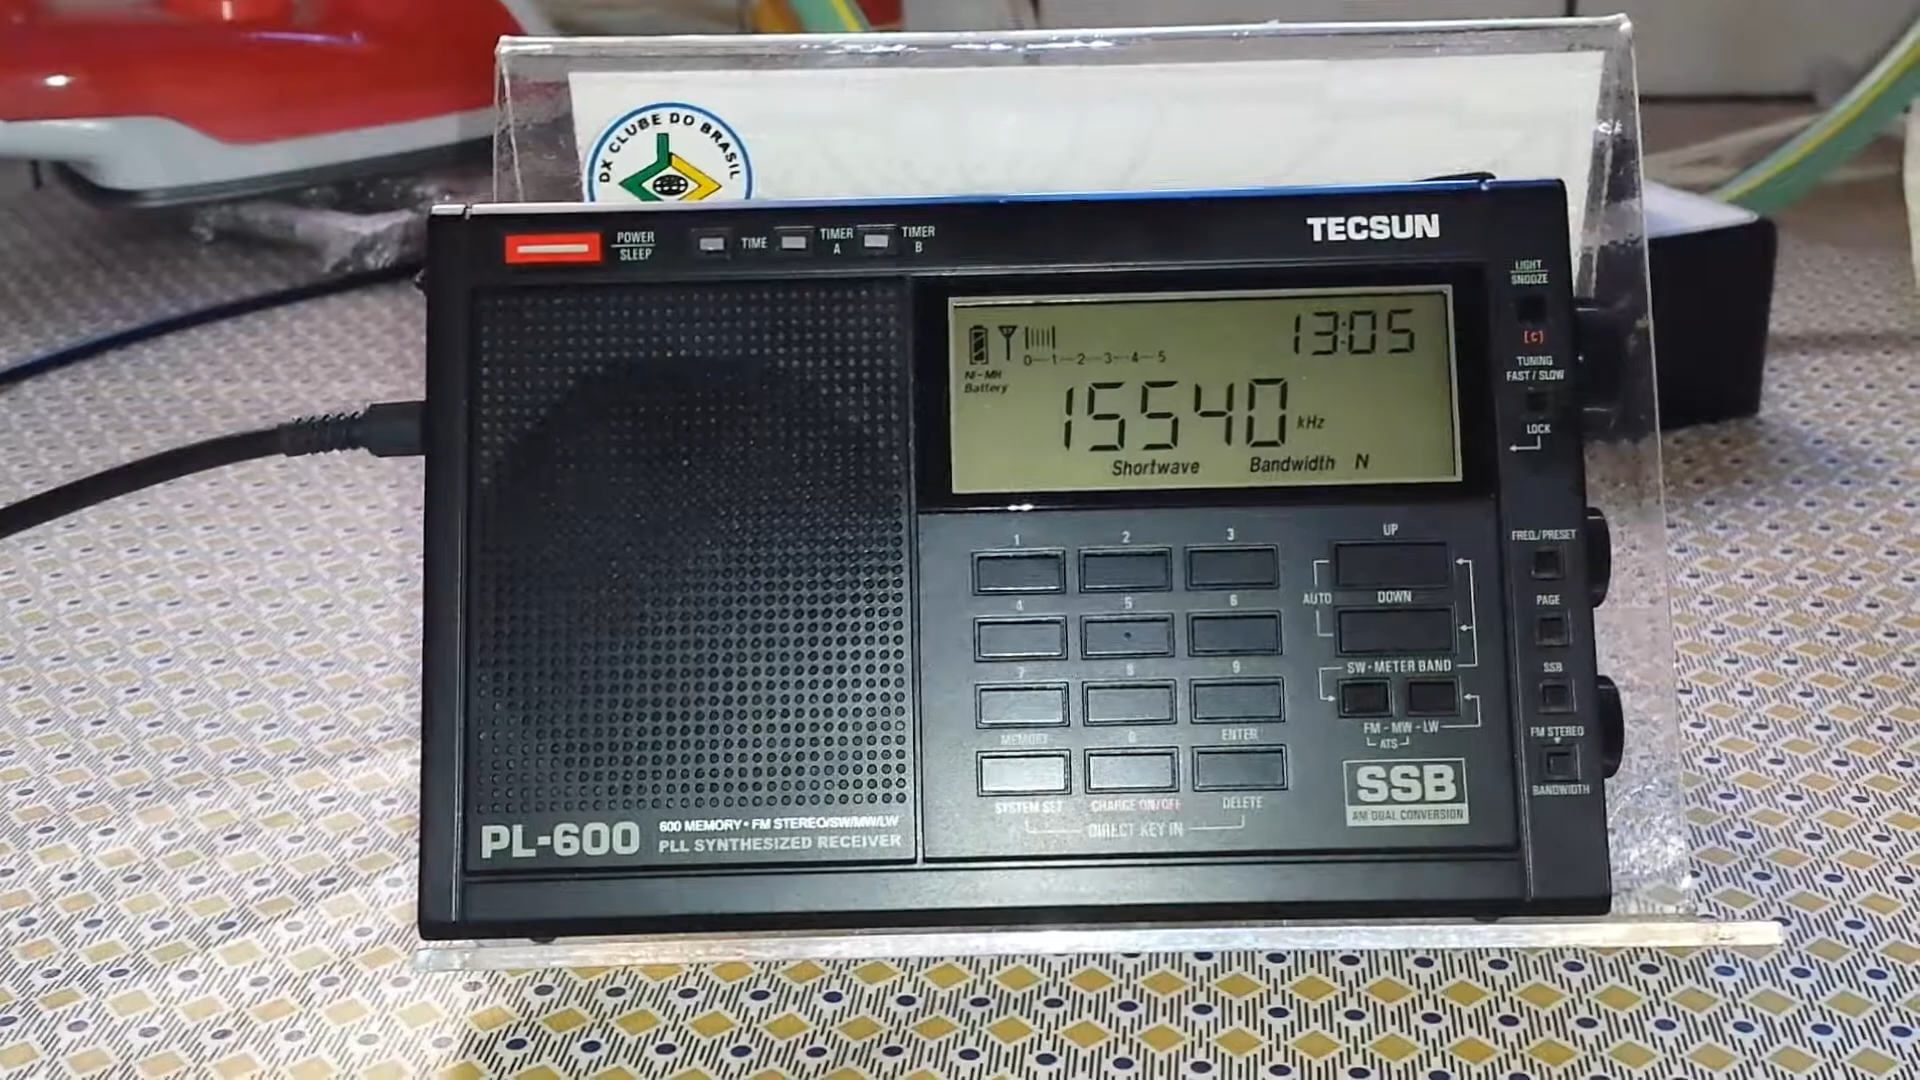 DX CLUBE DO BRASIL
POWER
SLEEP
TIME
TIMER
A
TIMER
B
TECSUN
LIGHT
SNOOZE
[C]
TUNING
FAST / SLOW
LOCK
13:05
0-1-2-3-4-5
Ni-MH
Battery
15540 kHz
Shortwave Bandwidth N
1 2 3
4 5 6
7 8 9
MEMORY 0 ENTER
SYSTEM SET CHARGE ON/OFF DELETE
DIRECT KEY IN
UP
AUTO
DOWN
SW-METER BAND
FM - MW - LW
ATS
SSB
AM DUAL CONVERSION
FREQ./PRESET
PAGE
SSB
FM STEREO
BANDWIDTH
PL-600
600 MEMORY • FM STEREO/SW/MW/LW
PLL SYNTHESIZED RECEIVER